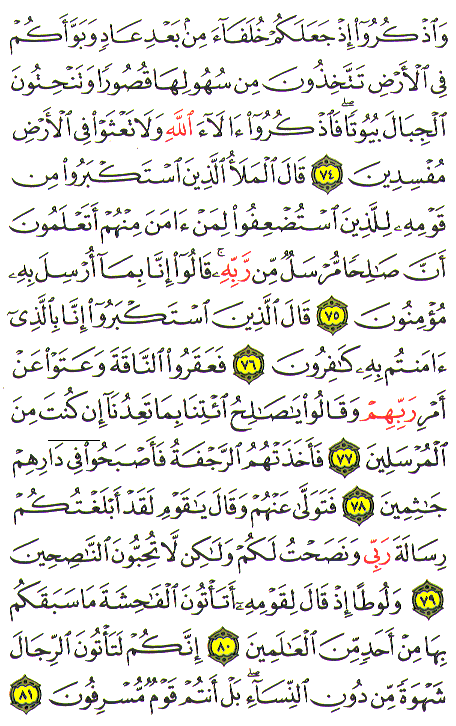 وَٱذۡكُرُوٓاْ إِذۡ جَعَلَكُمۡ خُلَفَآءَ مِنۢ بَعۡدِ عَادٖ وَبَوَّأَكُمۡ
فِي ٱلۡأَرۡضِ تَتَّخِذُونَ مِن سُهُولِهَا قُصُورٗا وَتَنۡحِتُونَ
ٱلۡجِبَالَ بُيُوتٗاۖ فَٱذۡكُرُوٓاْ ءَالَآءَ ٱللَّهِ وَلَا تَعۡثَوۡاْ فِي ٱلۡأَرۡضِ
مُفۡسِدِينَ ٧٤ قَالَ ٱلۡمَلَأُ ٱلَّذِينَ ٱسۡتَكۡبَرُواْ مِن
قَوۡمِهِۦ لِلَّذِينَ ٱسۡتُضۡعِفُواْ لِمَنۡ ءَامَنَ مِنۡهُمۡ أَتَعۡلَمُونَ
أَنَّ صَٰلِحٗا مُّرۡسَلٞ مِّن رَّبِّهِۦۚ قَالُوٓاْ إِنَّا بِمَآ أُرۡسِلَ بِهِۦ
مُؤۡمِنُونَ ٧٥ قَالَ ٱلَّذِينَ ٱسۡتَكۡبَرُوٓاْ إِنَّا بِٱلَّذِيٓ
ءَامَنتُم بِهِۦ كَٰفِرُونَ ٧٦ فَعَقَرُواْ ٱلنَّاقَةَ وَعَتَوۡاْ عَنۡ
أَمۡرِ رَبِّهِمۡ وَقَالُواْ يَٰصَٰلِحُ ٱئۡتِنَا بِمَا تَعِدُنَآ إِن كُنتَ مِنَ
ٱلۡمُرۡسَلِينَ ٧٧ فَأَخَذَتۡهُمُ ٱلرَّجۡفَةُ فَأَصۡبَحُواْ فِي دَارِهِمۡ
جَٰثِمِينَ ٧٨ فَتَوَلَّىٰ عَنۡهُمۡ وَقَالَ يَٰقَوۡمِ لَقَدۡ أَبۡلَغۡتُكُمۡ
رِسَالَةَ رَبِّي وَنَصَحۡتُ لَكُمۡ وَلَٰكِن لَّا تُحِبُّونَ ٱلنَّٰصِحِينَ
٧٩ وَلُوطًا إِذۡ قَالَ لِقَوۡمِهِۦٓ أَتَأۡتُونَ ٱلۡفَٰحِشَةَ مَا سَبَقَكُم
بِهَا مِنۡ أَحَدٖ مِّنَ ٱلۡعَٰلَمِينَ ٨٠ إِنَّكُمۡ لَتَأۡتُونَ ٱلرِّجَالَ
شَهۡوَةٗ مِّن دُونِ ٱلنِّسَآءِۚ بَلۡ أَنتُمۡ قَوۡمٞ مُّسۡرِفُونَ ٨١